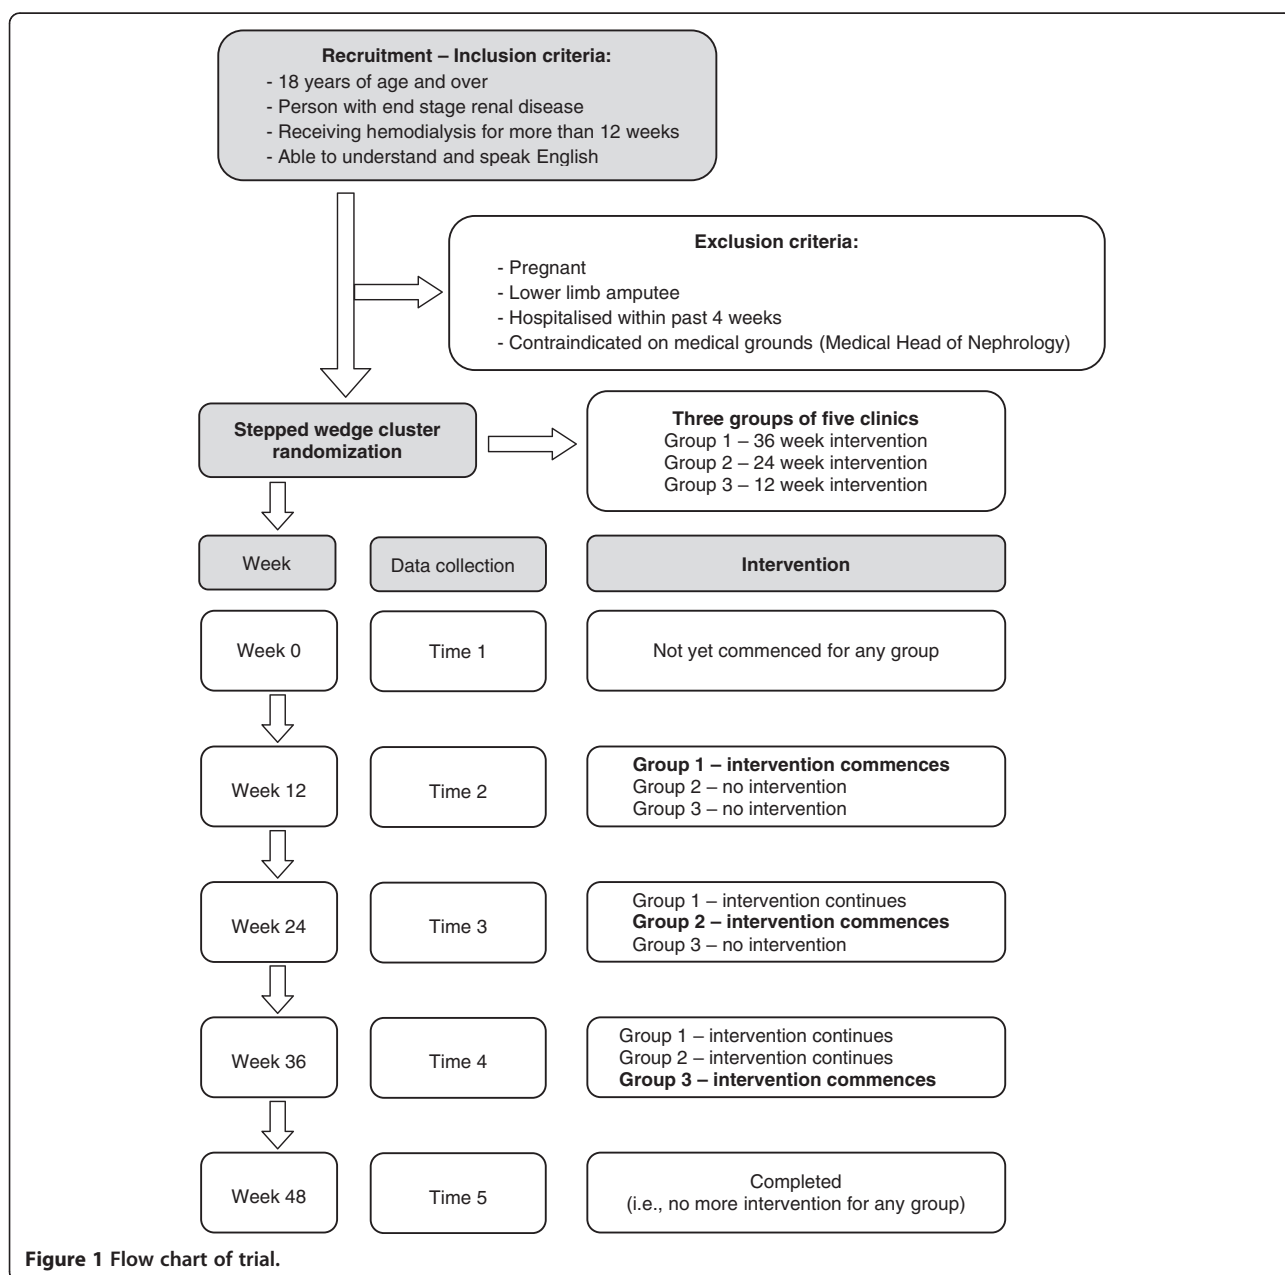 Recruitment – Inclusion criteria:
- 18 years of age and over
- Person with end stage renal disease
- Receiving hemodialysis for more than 12 weeks
- Able to understand and speak English
Exclusion criteria:
- Pregnant
- Lower limb amputee
- Hospitalised within past 4 weeks
- Contraindicated on medical grounds (Medical Head of Nephrology)
Stepped wedge cluster
randomization
Three groups of five clinics
Group 1 – 36 week intervention
Group 2 – 24 week intervention
Group 3 – 12 week intervention
Week
Data collection
Intervention
Week 0
Time 1
Not yet commenced for any group
Week 12
Time 2
Group 1 – intervention commences
Group 2 – no intervention
Group 3 – no intervention
Week 24
Time 3
Group 1 – intervention continues
Group 2 – intervention commences
Group 3 – no intervention
Week 36
Time 4
Group 1 – intervention continues
Group 2 – intervention continues
Group 3 – intervention commences
Week 48
Time 5
Completed
(i.e., no more intervention for any group)
Figure 1 Flow chart of trial.